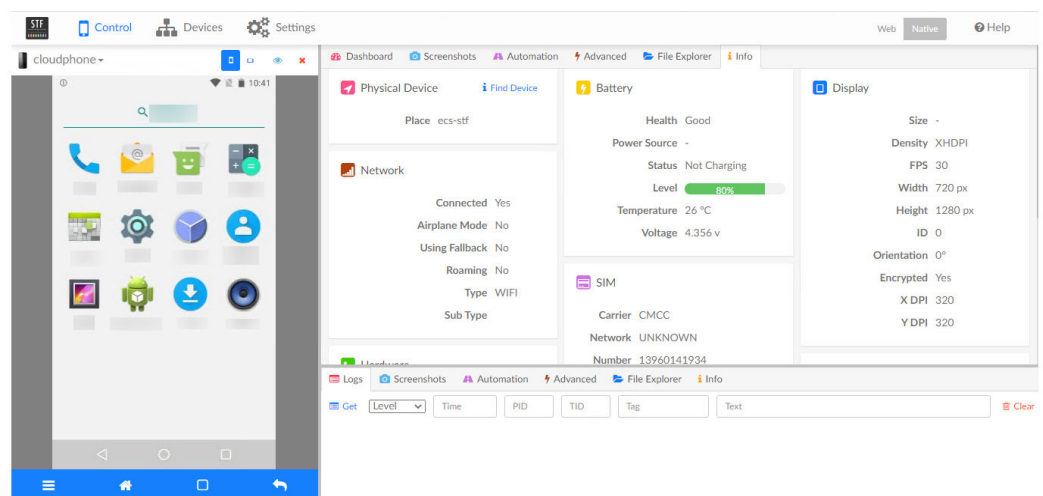 STF
Control
Devices
Settings
Web
Native
Help
cloudphone
Dashboard
Screenshots
Automation
Advanced
File Explorer
Info
10:41
Physical Device
Find Device
Place ecs-stf
Network
Connected Yes
Airplane Mode No
Using Fallback No
Roaming No
Type WIFI
Sub Type
Hardware
Battery
Health Good
Power Source -
Status Not Charging
Level 80%
Temperature 26 °C
Voltage 4.356 v
SIM
Carrier CMCC
Network UNKNOWN
Number 13960141934
Display
Size -
Density XHDPI
FPS 30
Width 720 px
Height 1280 px
ID 0
Orientation 0°
Encrypted Yes
X DPI 320
Y DPI 320
Logs
Screenshots
Automation
Advanced
File Explorer
Info
Get
Level
Time
PID
TID
Tag
Text
Clear